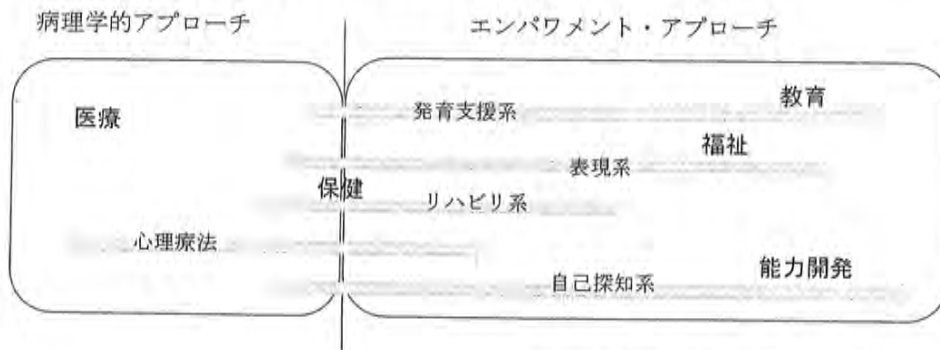 病理学的アプローチ
エンパワメント・アプローチ
医療
発育支援系
教育
福祉
表現系
保健
リハビリ系
心理療法
自己探知系
能力開発